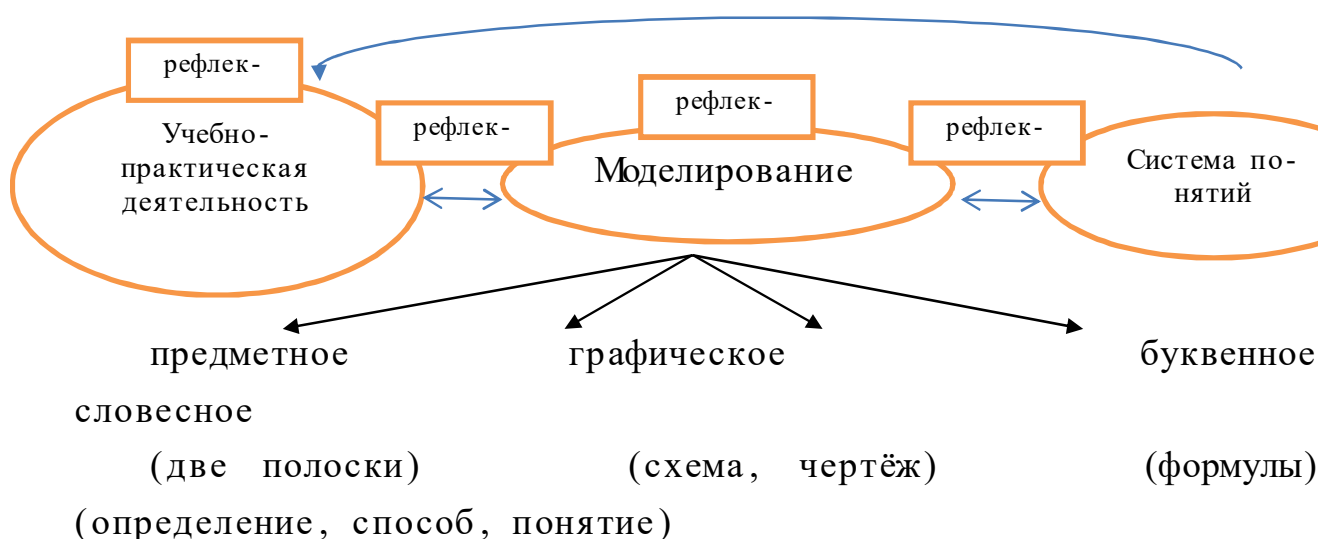 рефлек-
рефлек-
рефлек-
рефлек-
Учебно-
практическая
деятельность
Моделирование
Система по-
нятий
предметное графическое буквенное
словесное
(две полоски) (схема, чертёж) (формулы)
(определение, способ, понятие)